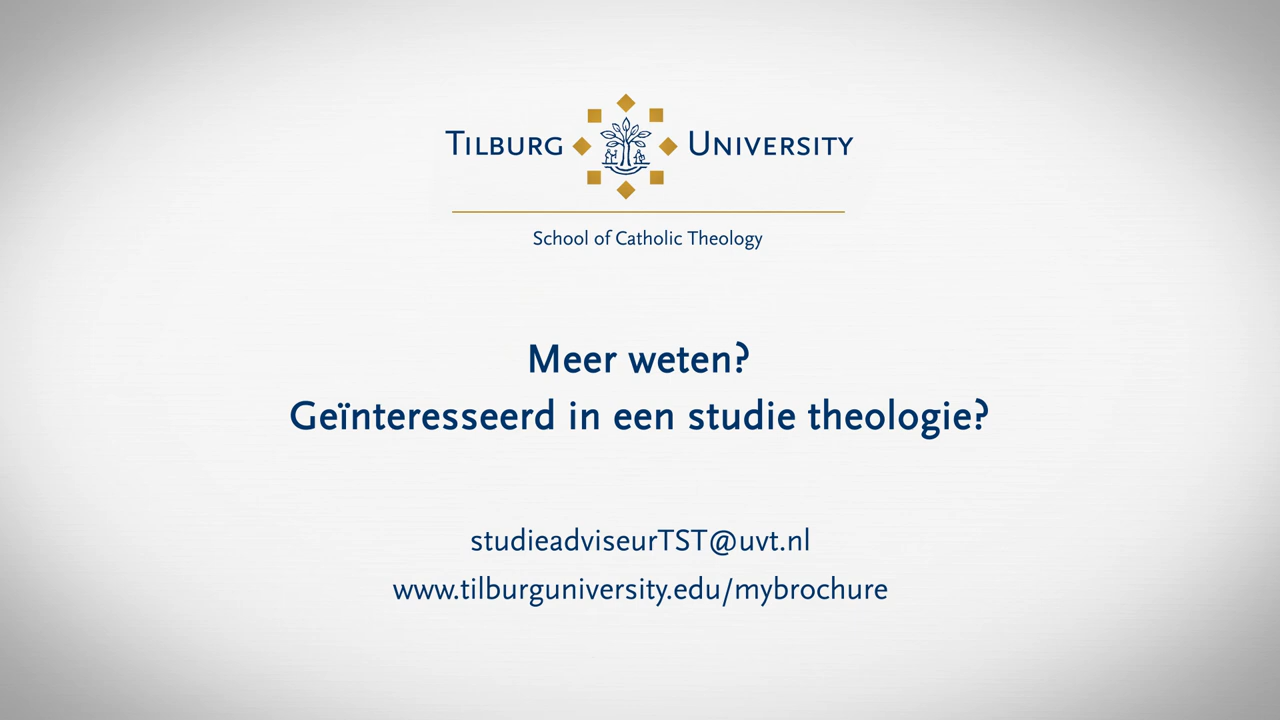 TILBURG UNIVERSITY
School of Catholic Theology
Meer weten?
Geïnteresseerd in een studie theologie?
studieadviseurTST@uvt.nl
www.tilburguniversity.edu/mybrochure